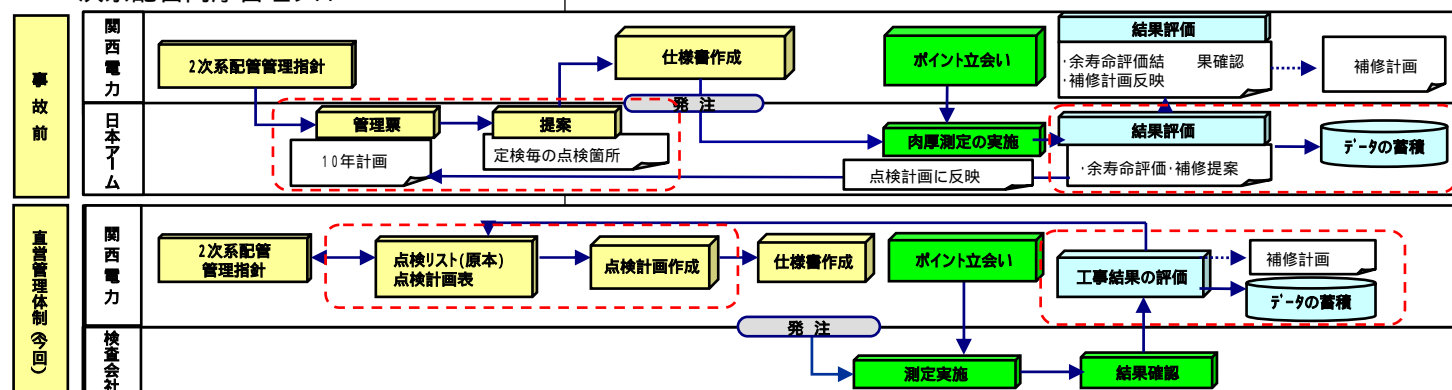 事故前
関西電力
2次系配管管理指針
仕様書作成
ポイント立会い
結果評価
・余寿命評価結　　果確認
・補修計画反映
補修計画
発 注
日本アーム
管理票
10年計画
提案
定検毎の点検箇所
肉厚測定の実施
結果評価
・余寿命評価・補修提案
データの蓄積
点検計画に反映
直営管理体制(今回)
関西電力
2次系配管
管理指針
点検リスト(原本)
点検計画表
点検計画作成
仕様書作成
ポイント立会い
工事結果の評価
補修計画
データの蓄積
発 注
検査会社
測定実施
結果確認